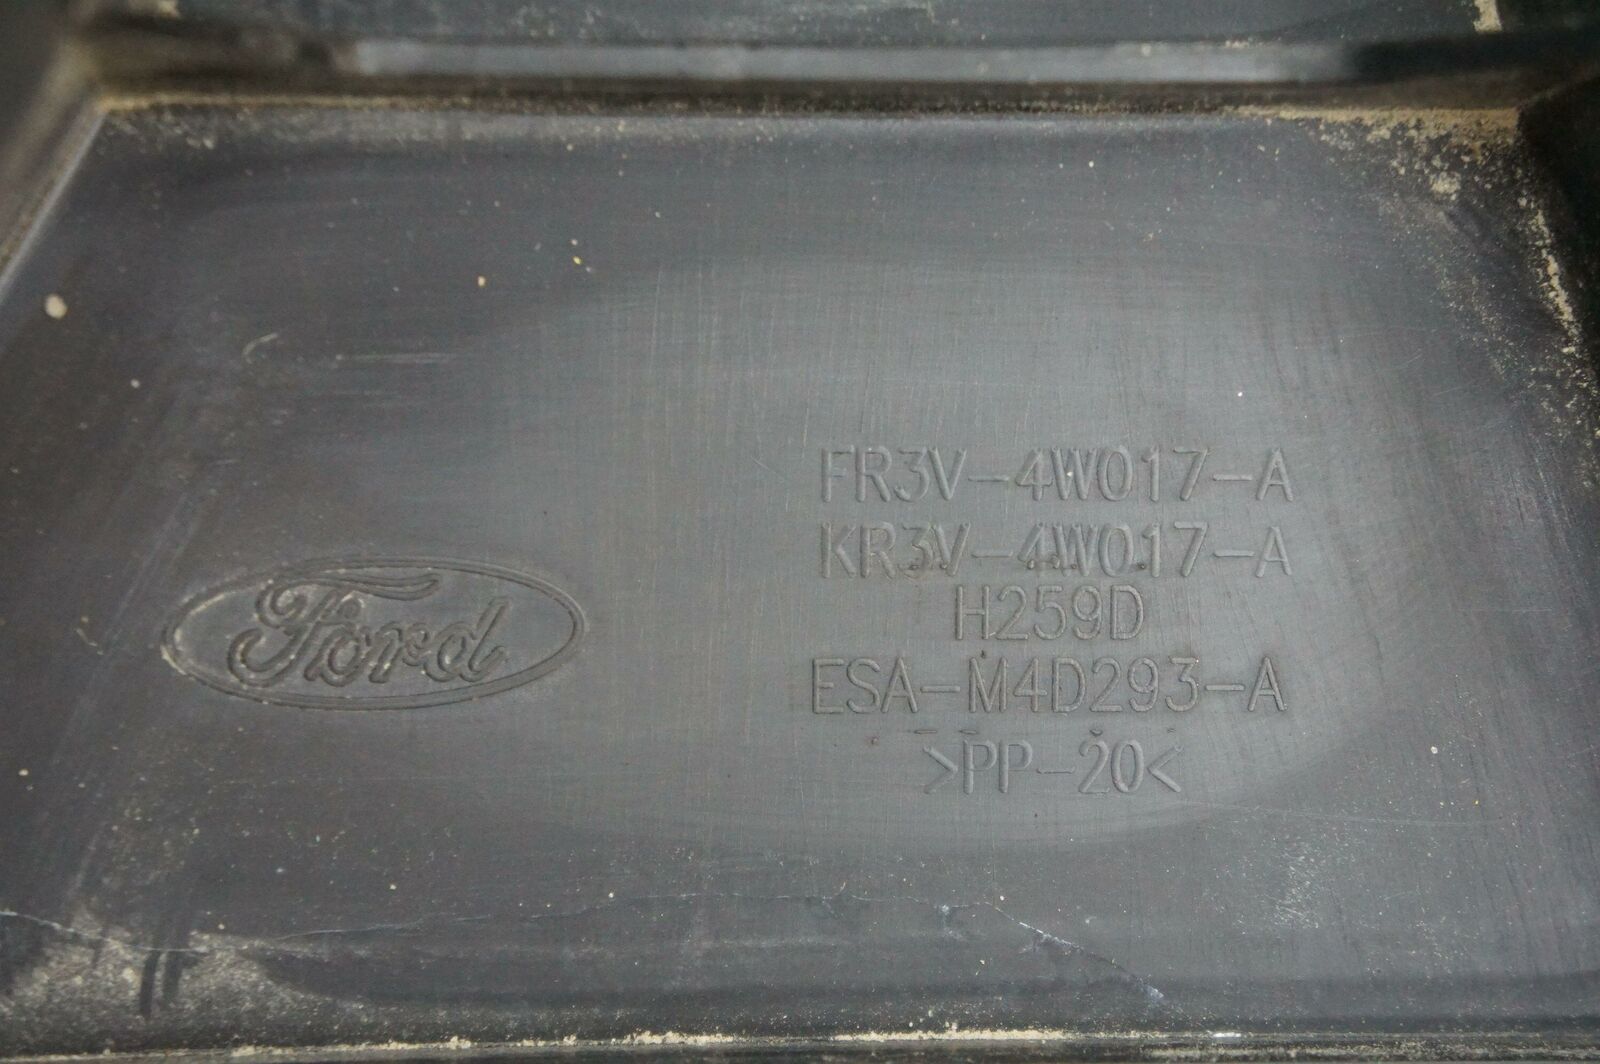 Ford
FR3V-4W017-A
KR3V-4W017-A
H259D
ESA-M4D293-A
>PP-20<